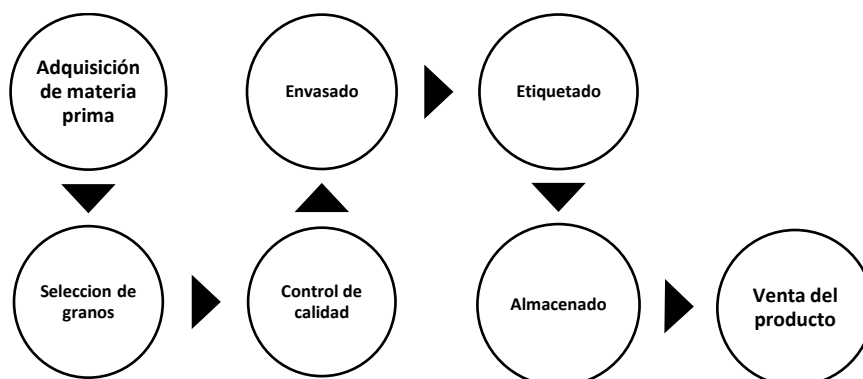 Adquisición
de materia
prima
Seleccion de
granos
Control de
calidad
Envasado
Etiquetado
Almacenado
Venta del
producto